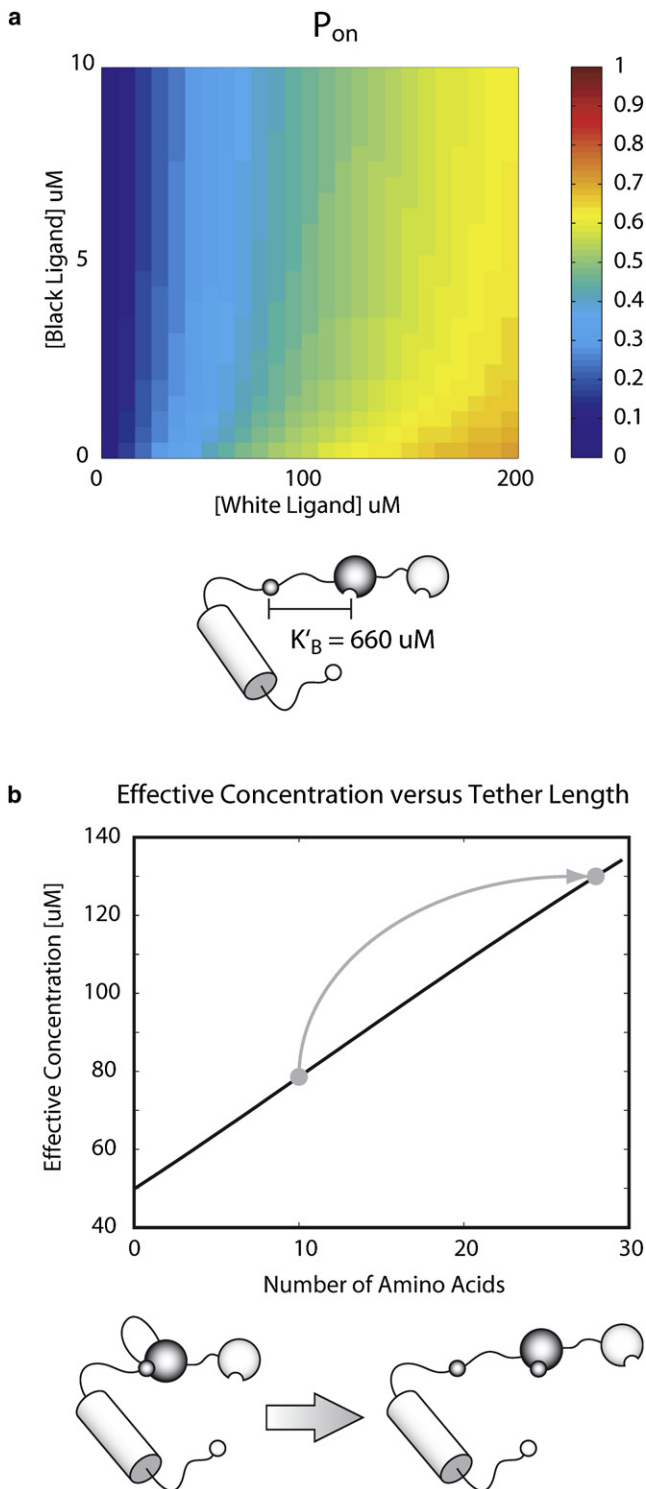 a
P_on
10
5
0
[Black Ligand] uM
0 100 200
[White Ligand] uM
1
0.9
0.8
0.7
0.6
0.5
0.4
0.3
0.2
0.1
0
K'_B = 660 uM
b Effective Concentration versus Tether Length
140
120
100
80
60
40
Effective Concentration [uM]
0 10 20 30
Number of Amino Acids